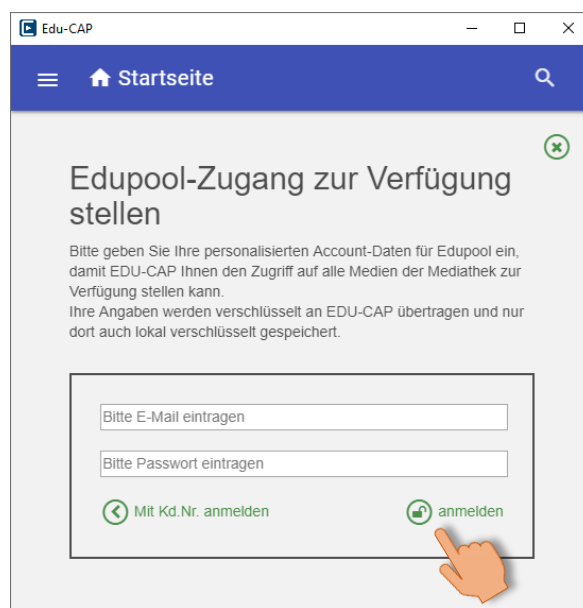 Edu-CAP
Startseite
Edupool-Zugang zur Verfügung
stellen
Bitte geben Sie Ihre personalisierten Account-Daten für Edupool ein,
damit EDU-CAP Ihnen den Zugriff auf alle Medien der Mediathek zur
Verfügung stellen kann.
Ihre Angaben werden verschlüsselt an EDU-CAP übertragen und nur
dort auch lokal verschlüsselt gespeichert.
Bitte E-Mail eintragen
Bitte Passwort eintragen
Mit Kd.Nr. anmelden
anmelden